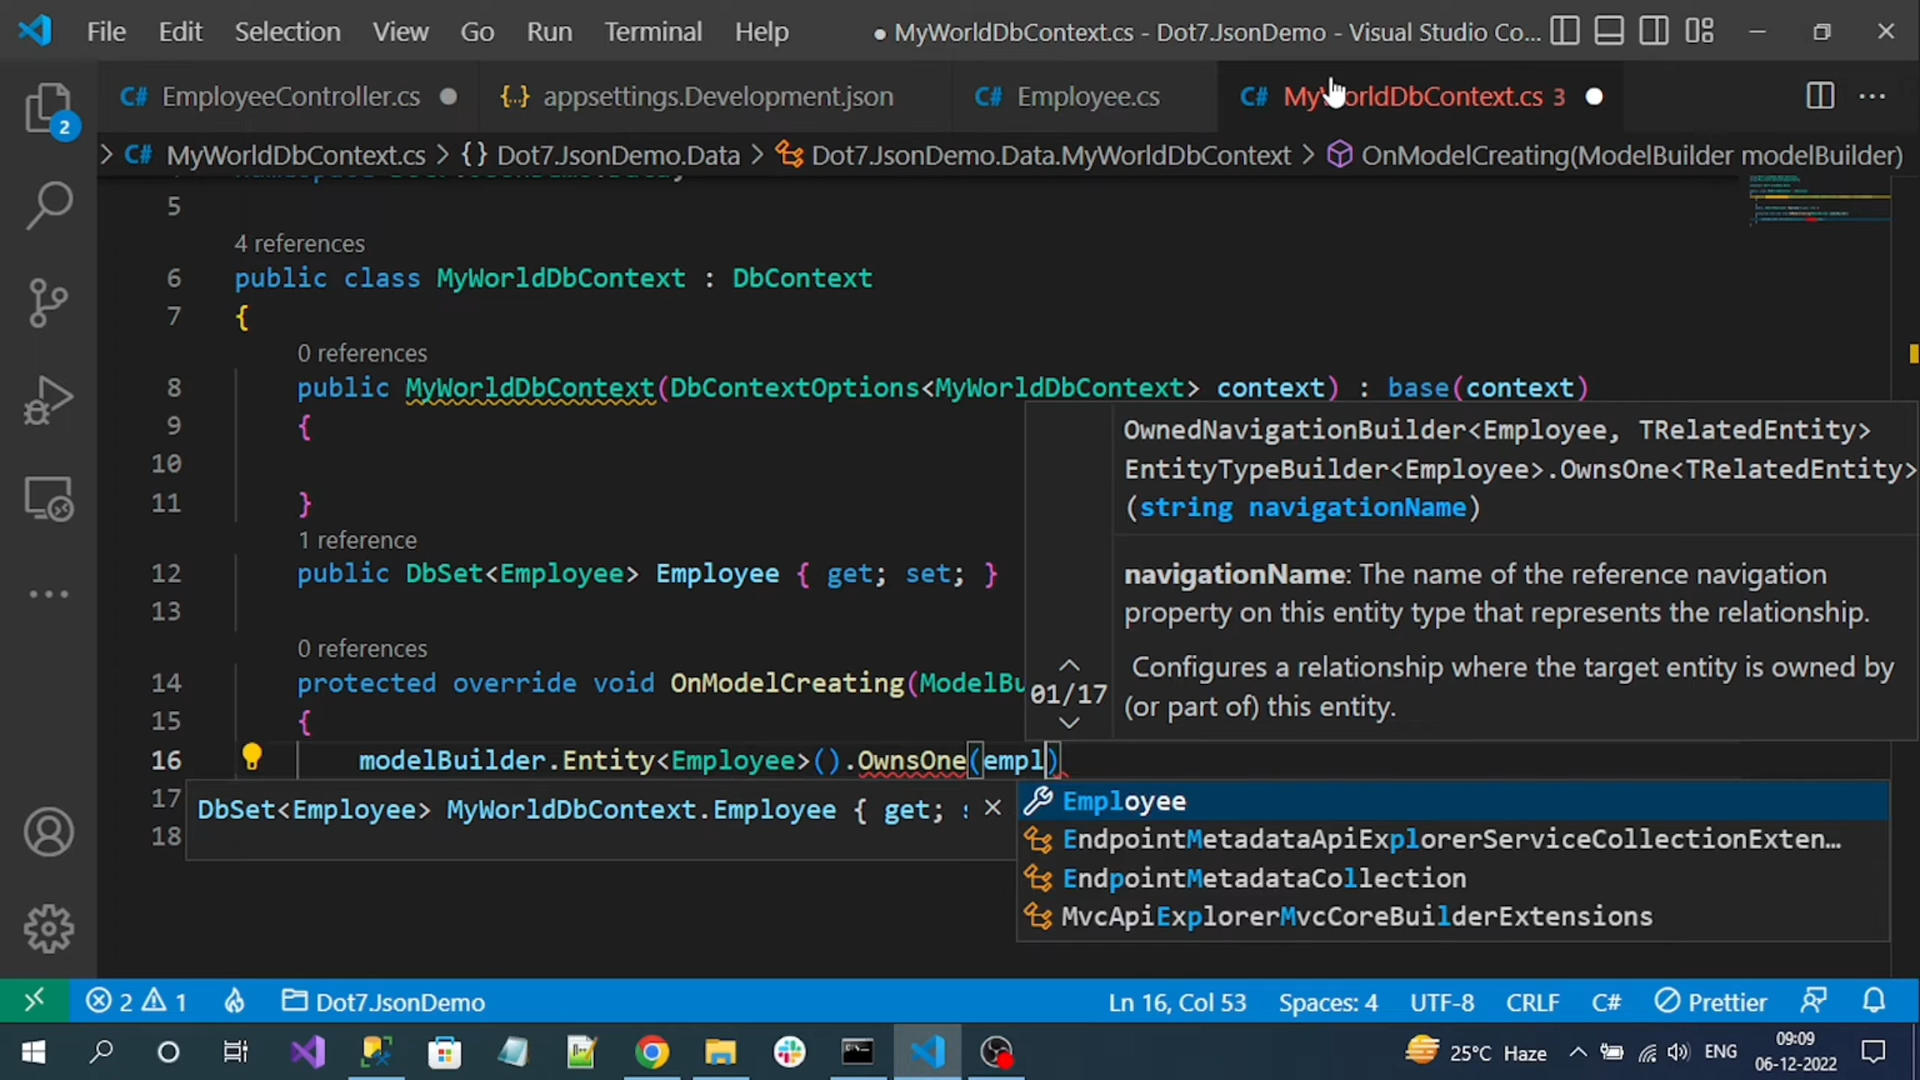 File Edit Selection View Go Run Terminal Help ● MyWorldDbContext.cs - Dot7.JsonDemo - Visual Studio Co...
C# EmployeeController.cs {..} appsettings.Development.json C# Employee.cs C# MyWorldDbContext.cs 3
> C# MyWorldDbContext.cs > {} Dot7.JsonDemo.Data > Dot7.JsonDemo.Data.MyWorldDbContext > OnModelCreating(ModelBuilder modelBuilder)
2
5
4 references
6 public class MyWorldDbContext : DbContext
7 {
0 references
8 public MyWorldDbContext(DbContextOptions<MyWorldDbContext> context) : base(context)
9 {
10
11 }
1 reference
12 public DbSet<Employee> Employee { get; set; }
13
0 references
14 protected override void OnModelCreating(ModelBu
15 {
16 modelBuilder.Entity<Employee>().OwnsOne(empl)
17
18
OwnedNavigationBuilder<Employee, TRelatedEntity>
EntityTypeBuilder<Employee>.OwnsOne<TRelatedEntity>
(string navigationName)
navigationName: The name of the reference navigation
property on this entity type that represents the relationship.
Configures a relationship where the target entity is owned by
(or part of) this entity.
01/17
DbSet<Employee> MyWorldDbContext.Employee { get; s
Employee
EndpointMetadataApiExplorerServiceCollectionExten...
EndpointMetadataCollection
MvcApiExplorerMvcCoreBuilderExtensions
2 1 Dot7.JsonDemo Ln 16, Col 53 Spaces: 4 UTF-8 CRLF C# Prettier
25°C Haze ENG 09:09
06-12-2022